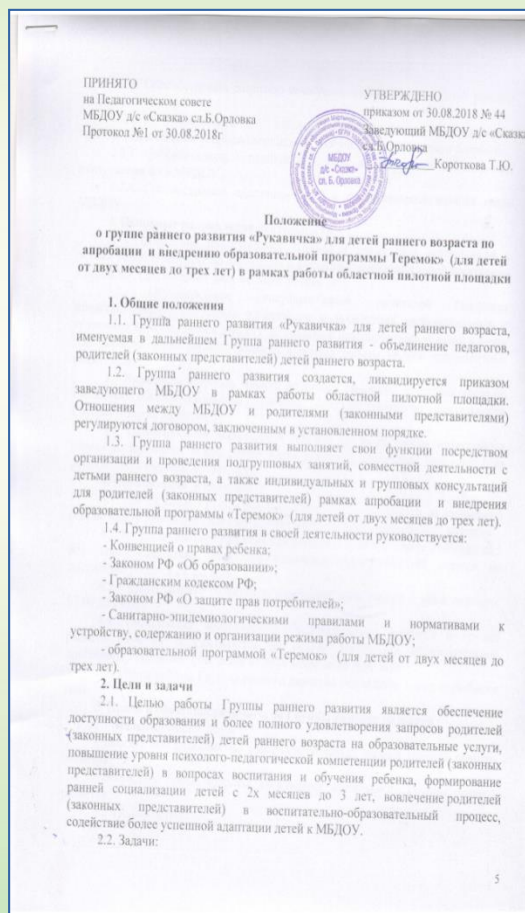 ПРИНЯТО
на Педагогическом совете
МБДОУ д/с «Сказка» сл.Б.Орловка
Протокол №1 от 30.08.2018г
УТВЕРЖДЕНО
приказом от 30.08.2018 № 44
Заведующий МБДОУ д/с «Сказка
сл.Б.Орловка
Короткова Т.Ю.
МБДОУ
д/с «Сказка»
сл. Б. Орловка
Положение
о группе раннего развития «Рукавичка» для детей раннего возраста по
апробации и внедрению образовательной программы Теремок» (для детей
от двух месяцев до трех лет) в рамках работы областной пилотной площадки
1. Общие положения
1.1. Группа раннего развития «Рукавичка» для детей раннего возраста,
именуемая в дальнейшем Группа раннего развития - объединение педагогов,
родителей (законных представителей) детей раннего возраста.
1.2. Группа раннего развития создается, ликвидируется приказом
заведующего МБДОУ в рамках работы областной пилотной площадки.
Отношения между МБДОУ и родителями (законными представителями)
регулируются договором, заключенным в установленном порядке.
1.3. Группа раннего развития выполняет свои функции посредством
организации и проведения подгрупповых занятий, совместной деятельности с
детьми раннего возраста, а также индивидуальных и групповых консультаций
для родителей (законных представителей) рамках апробации и внедрения
образовательной программы «Теремок» (для детей от двух месяцев до трех лет).
1.4. Группа раннего развития в своей деятельности руководствуется:
- Конвенцией о правах ребенка;
- Законом РФ «Об образовании»;
- Гражданским кодексом РФ;
- Законом РФ «О защите прав потребителей»;
- Санитарно-эпидемиологическими правилами и нормативами к
устройству, содержанию и организации режима работы МБДОУ;
- образовательной программой «Теремок» (для детей от двух месяцев до
трех лет).
2. Цели и задачи
2.1. Целью работы Группы раннего развития является обеспечение
доступности образования и более полного удовлетворения запросов родителей
(законных представителей) детей раннего возраста на образовательные услуги,
повышение уровня психолого-педагогической компетенции родителей (законных
представителей) в вопросах воспитания и обучения ребенка, формирование
ранней социализации детей с 2х месяцев до 3 лет, вовлечение родителей
(законных представителей) в воспитательно-образовательный процесс,
содействие более успешной адаптации детей к МБДОУ.
2.2. Задачи:
5